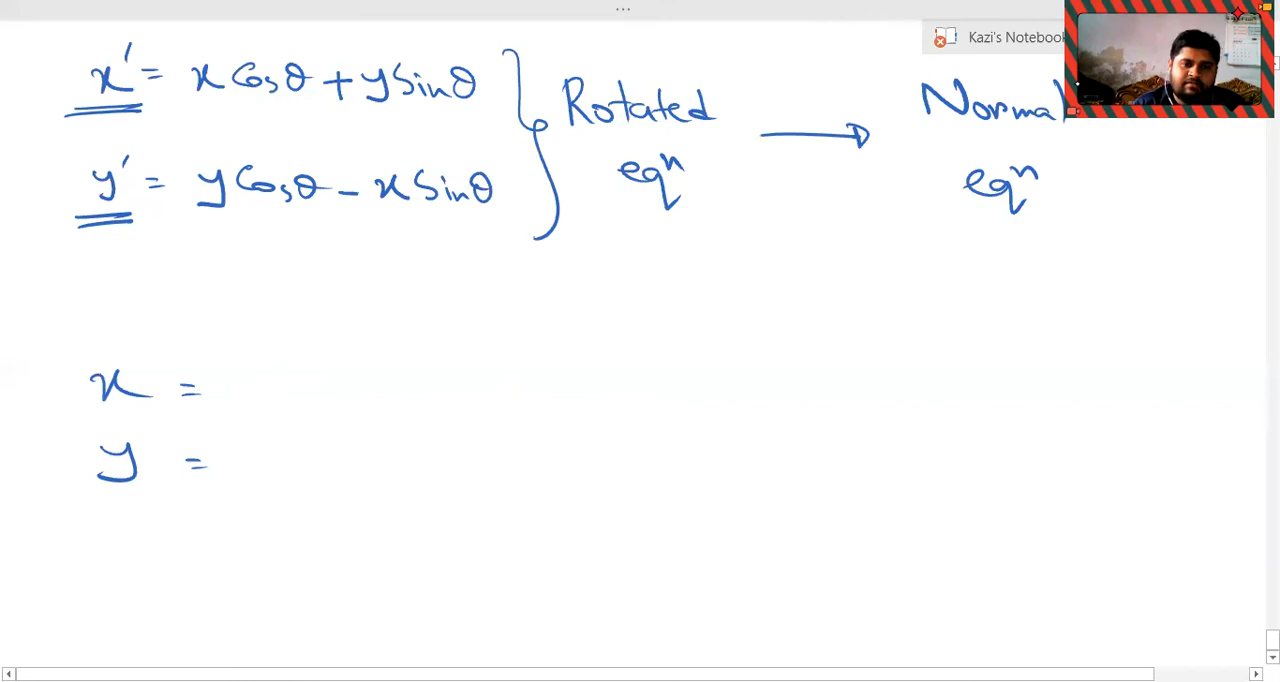 Kazi's Notebook
x' = x Cosθ + y Sinθ
y' = y Cosθ - x Sinθ
Rotated
eqⁿ
Normal
eqⁿ
x =
y =